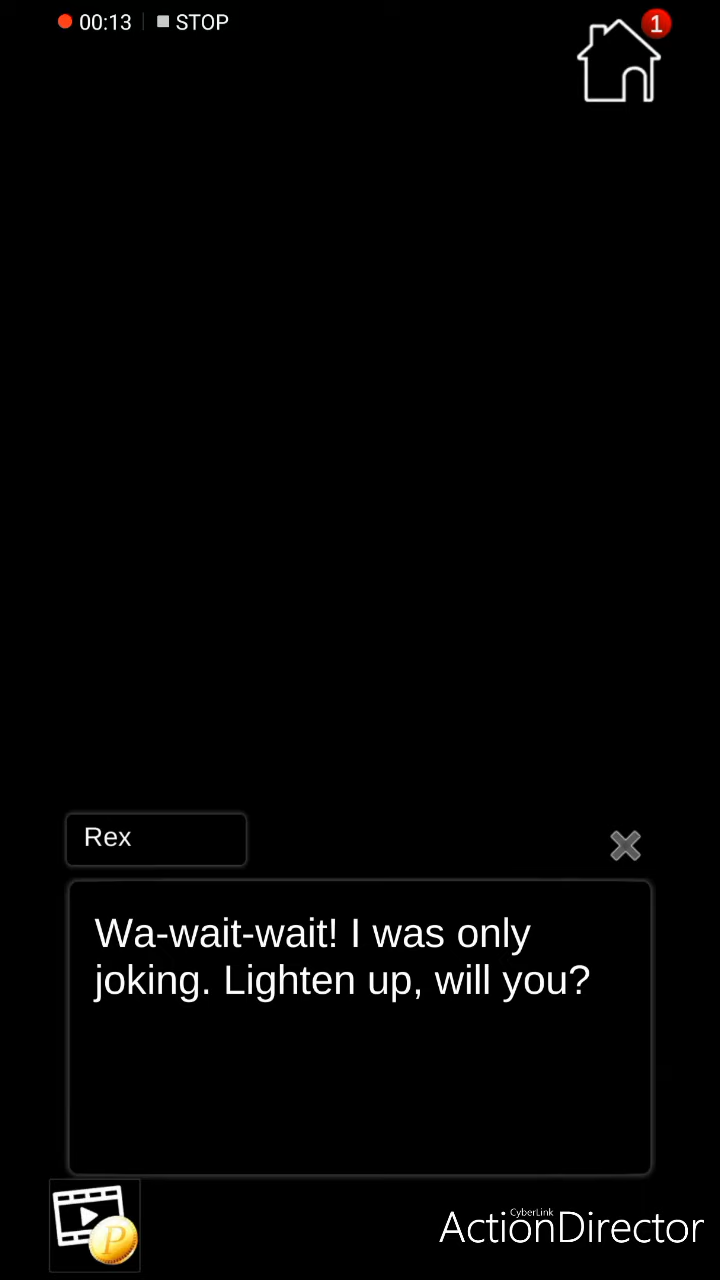 00:13 STOP
1
Rex
Wa-wait-wait! I was only
joking. Lighten up, will you?
P
CyberLink
ActionDirector